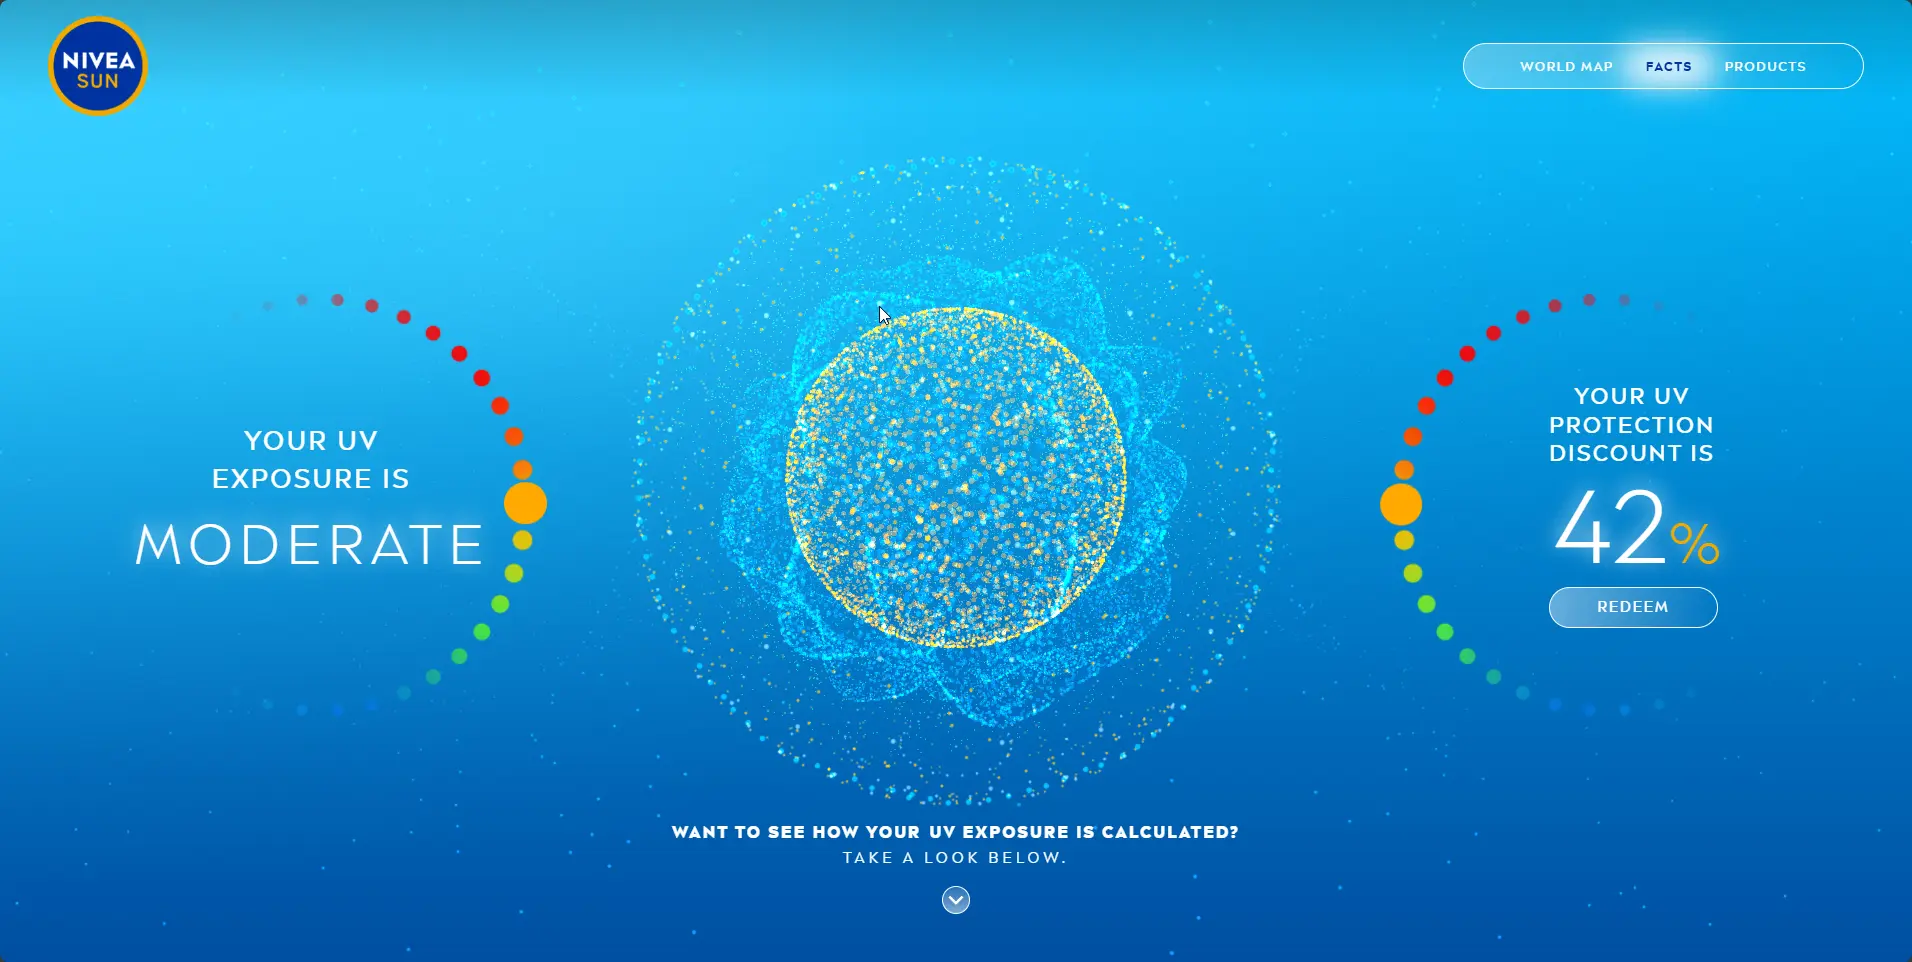 NIVEA
SUN
WORLD MAP
FACTS
PRODUCTS
YOUR UV
EXPOSURE IS
MODERATE
YOUR UV
PROTECTION
DISCOUNT IS
42%
REDEEM
WANT TO SEE HOW YOUR UV EXPOSURE IS CALCULATED?
TAKE A LOOK BELOW.